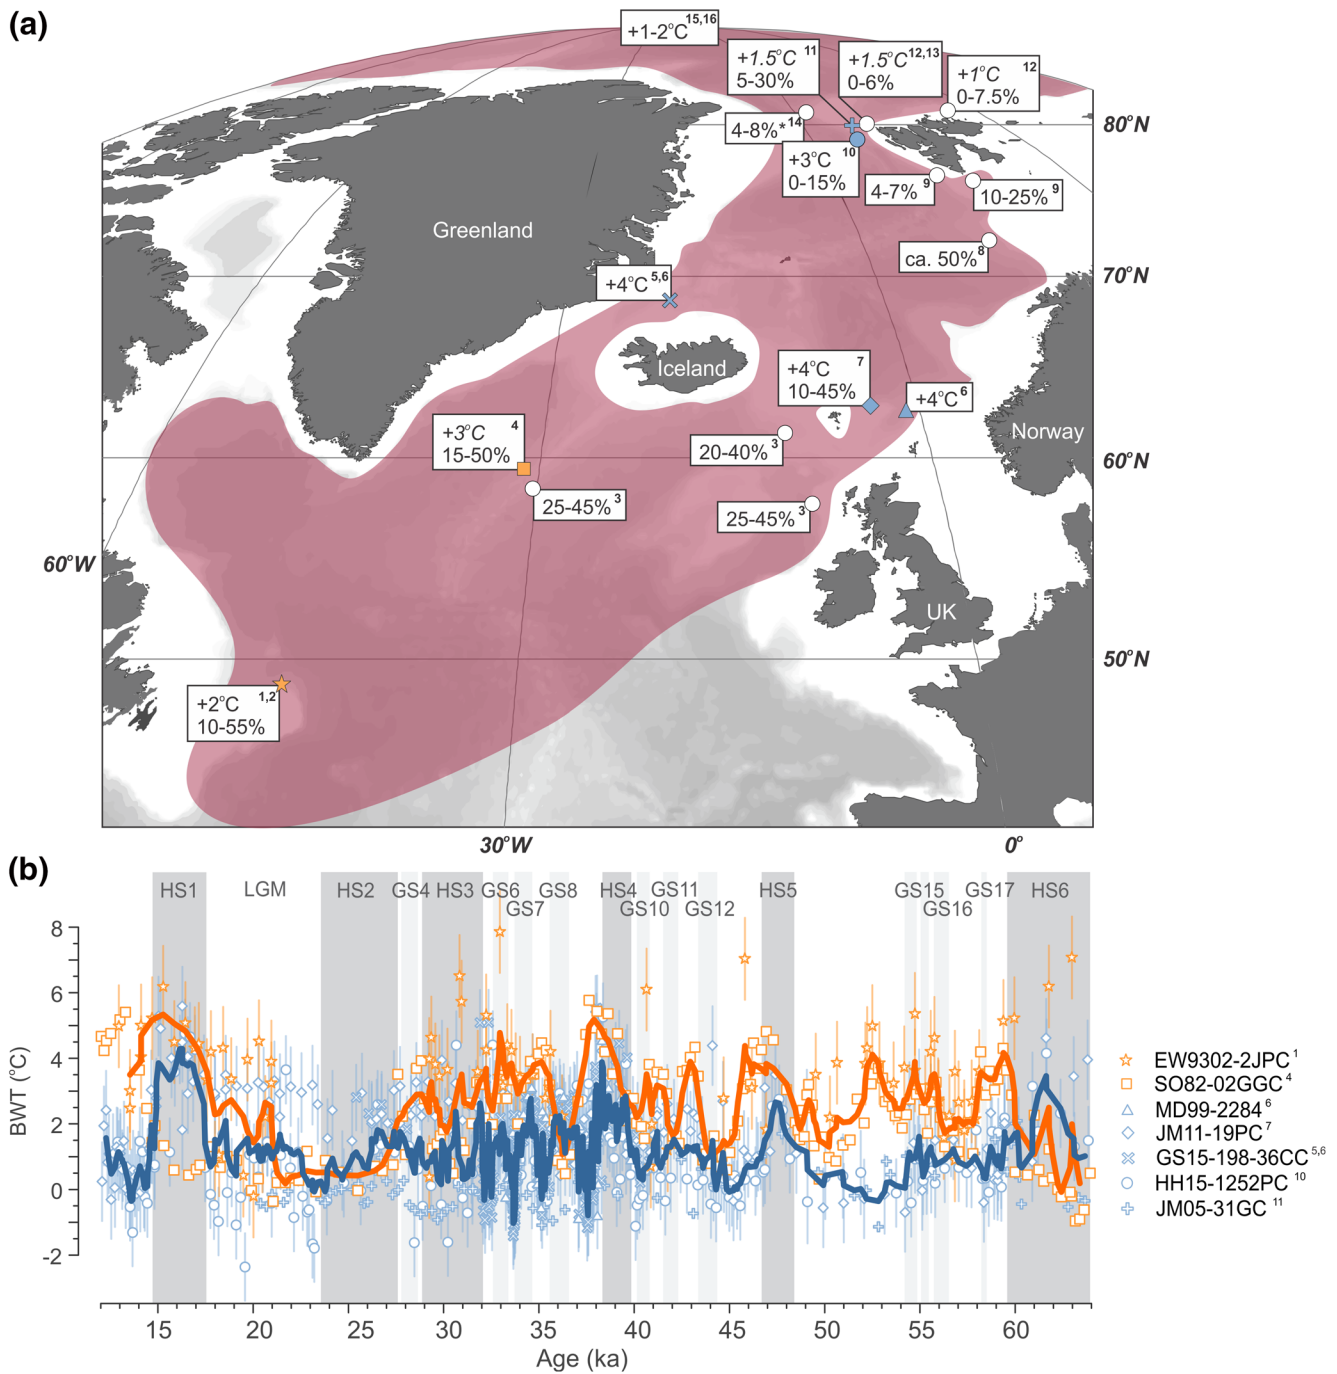 (a)
+1-2°C 15,16
+1.5°C 11
5-30%
+1.5°C 12,13
0-6%
+1°C 12
0-7.5%
4-8%* 14
80°N
+3°C 10
0-15%
4-7% 9
10-25% 9
Greenland
ca. 50% 8
+4°C 5,6
70°N
Iceland
+4°C 7
10-45%
+4°C 6
+3°C 4
15-50%
20-40% 3
Norway
60°N
25-45% 3
25-45% 3
60°W
UK
50°N
+2°C 1,2
10-55%
30°W
0°
(b)
HS1
LGM
HS2
GS4
HS3
GS6
GS7
GS8
HS4
GS10
GS11
GS12
HS5
GS15
GS16
GS17
HS6
8
6
4
2
0
-2
BWT (°C)
EW9302-2JPC 1
SO82-02GGC 4
MD99-2284 6
JM11-19PC 7
GS15-198-36CC 5,6
HH15-1252PC 10
JM05-31GC 11
15 20 25 30 35 40 45 50 55 60
Age (ka)